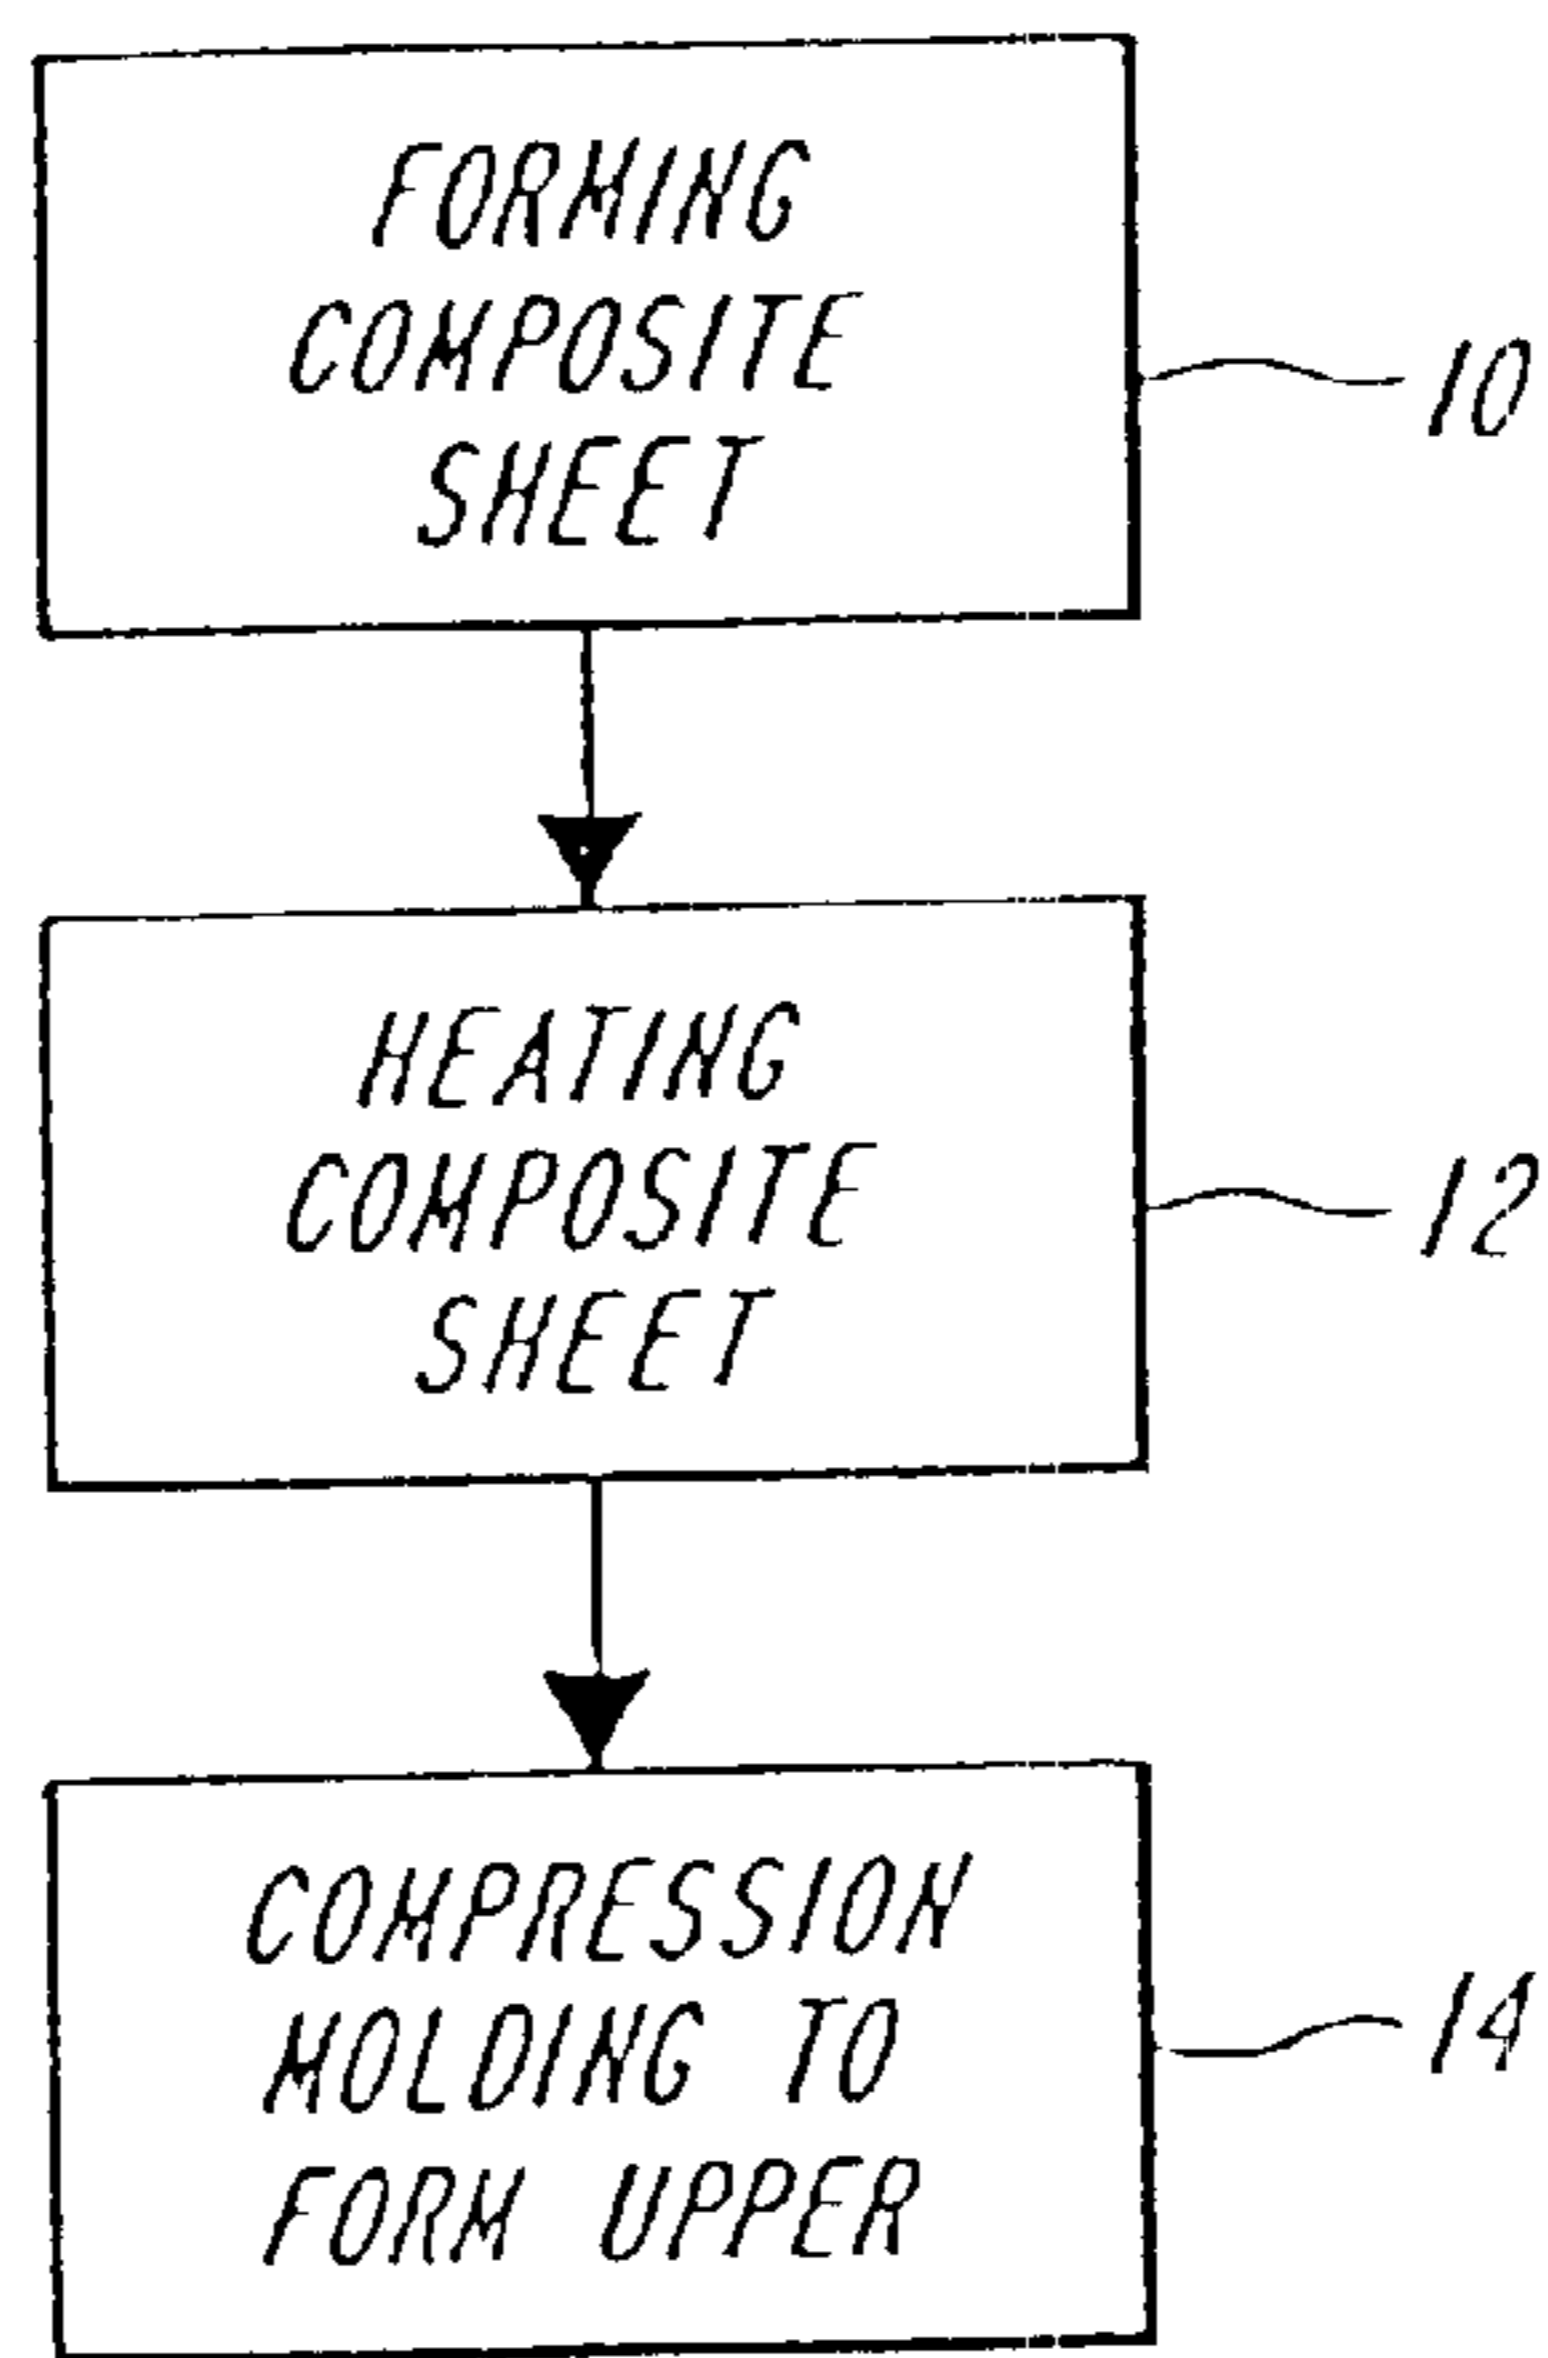 FORMING
COMPOSITE
SHEET
10
HEATING
COMPOSITE
SHEET
12
COMPRESSION
MOLDING TO
FORM UPPER
14